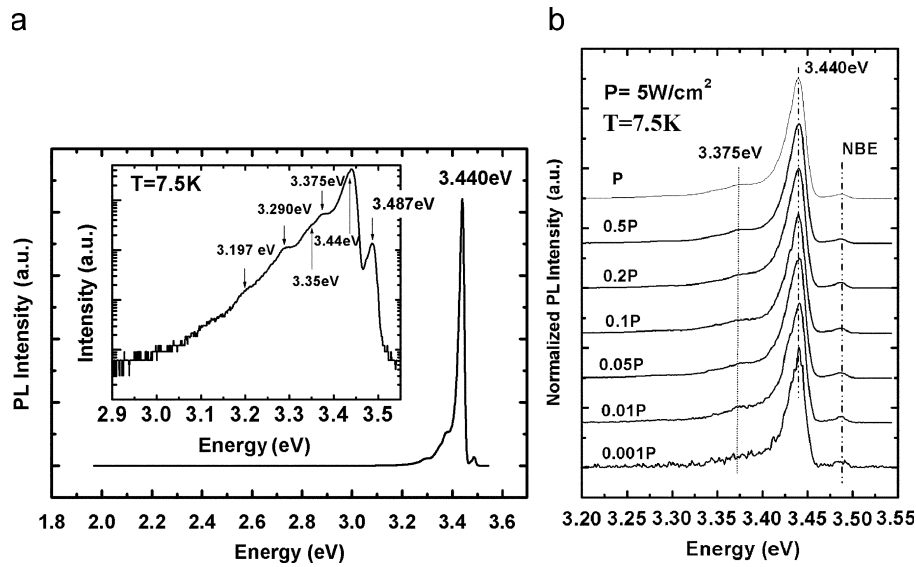 a
PL Intensity (a.u.)
3.440eV
T=7.5K
3.375eV
3.290eV
3.487eV
3.197 eV
3.44eV
3.35eV
Intensity (a.u.)
2.9 3.0 3.1 3.2 3.3 3.4 3.5
Energy (eV)
1.8 2.0 2.2 2.4 2.6 2.8 3.0 3.2 3.4 3.6
Energy (eV)
b
Normalized PL Intensity (a.u.)
3.440eV
P= 5W/cm²
T=7.5K
3.375eV
NBE
P
0.5P
0.2P
0.1P
0.05P
0.01P
0.001P
3.20 3.25 3.30 3.35 3.40 3.45 3.50 3.55
Energy (eV)